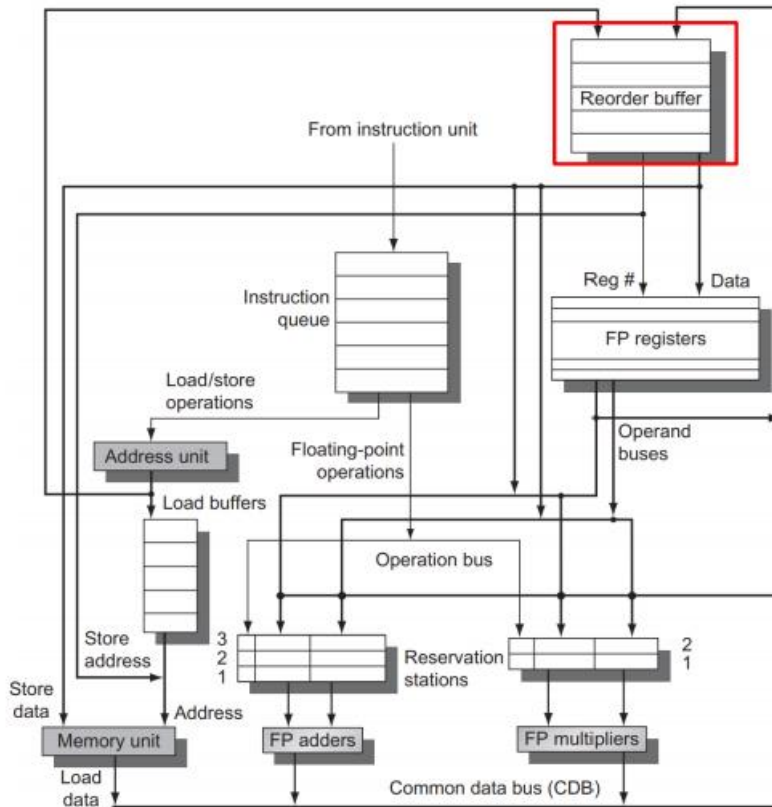 Reorder buffer
From instruction unit
Instruction
queue
Reg #
Data
FP registers
Load/store
operations
Address unit
Floating-point
operations
Operand
buses
Load buffers
Operation bus
Store
address
3
2
1
Reservation
stations
2
1
Store
data
Address
Memory unit
FP adders
FP multipliers
Load
data
Common data bus (CDB)